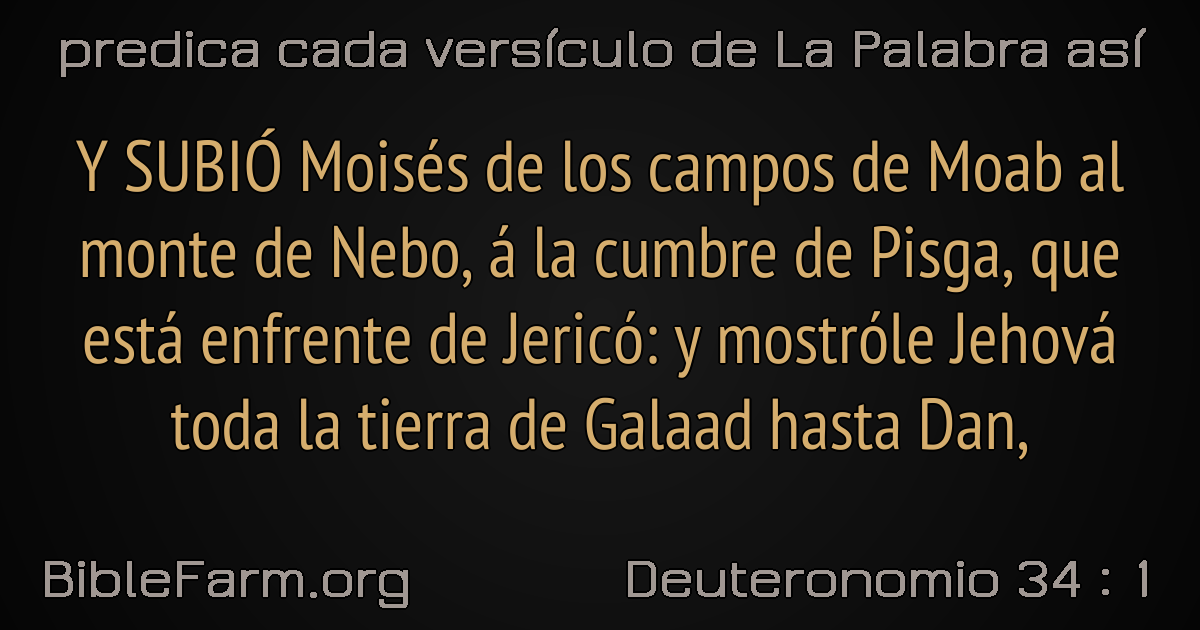 predica cada versículo de La Palabra así
Y SUBIÓ Moisés de los campos de Moab al
monte de Nebo, á la cumbre de Pisga, que
está enfrente de Jericó: y mostróle Jehová
toda la tierra de Galaad hasta Dan,
BibleFarm.org
Deuteronomio 34 : 1